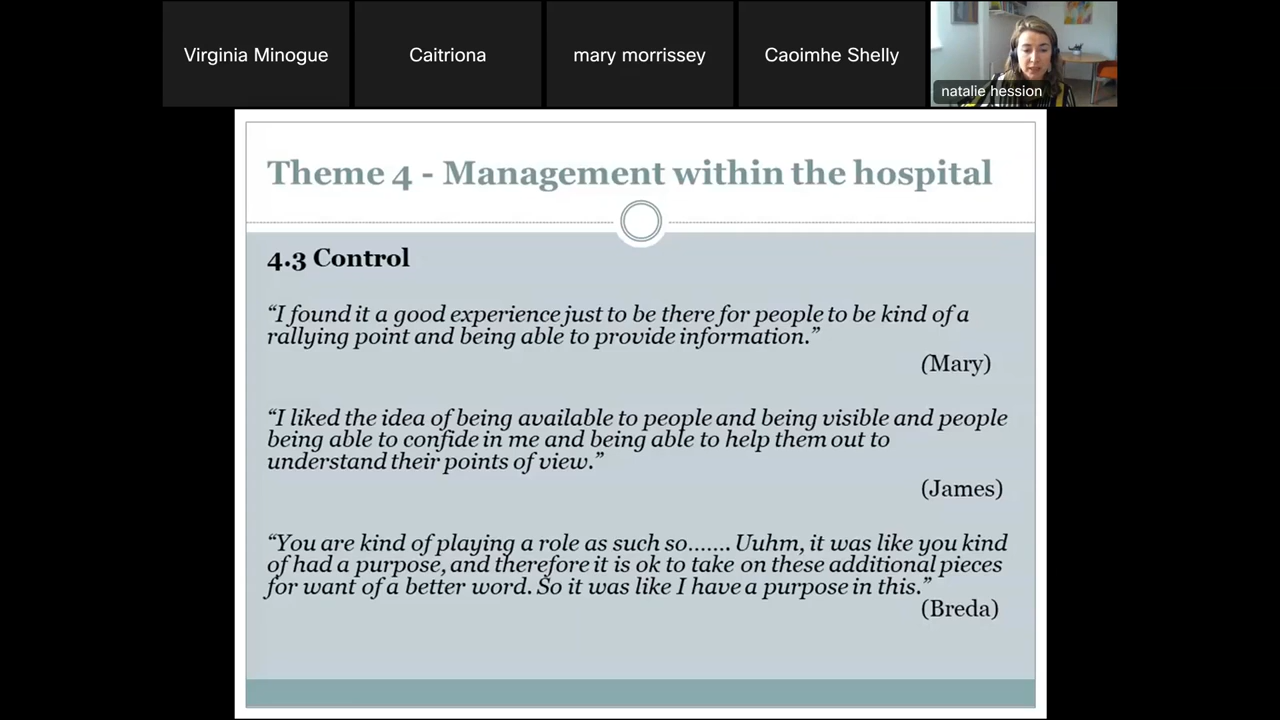 Virginia Minogue
Caitriona
mary morrissey
Caoimhe Shelly
natalie hession
Theme 4 - Management within the hospital
4.3 Control
“I found it a good experience just to be there for people to be kind of a
rallying point and being able to provide information.”
(Mary)
“I liked the idea of being available to people and being visible and people
being able to confide in me and being able to help them out to
understand their points of view.”
(James)
“You are kind of playing a role as such so....... Uuhm, it was like you kind
of had a purpose, and therefore it is ok to take on these additional pieces
for want of a better word. So it was like I have a purpose in this.”
(Breda)